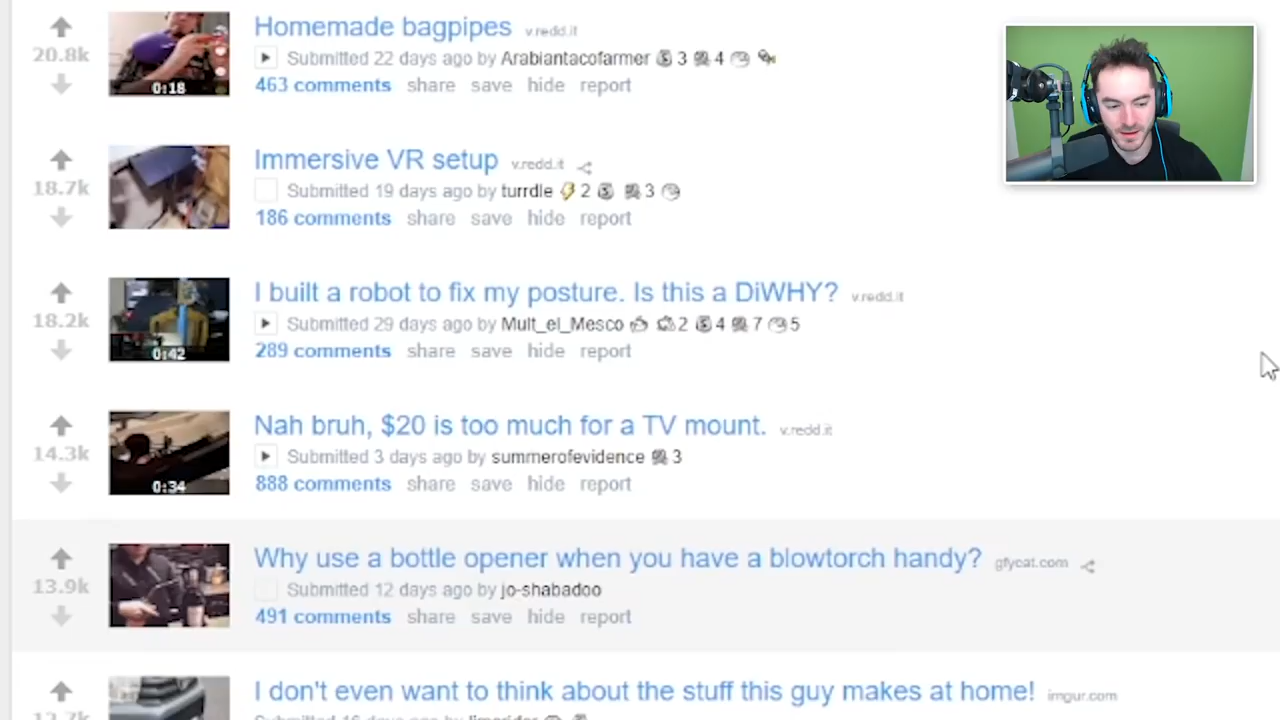 Homemade bagpipes v.redd.it
20.8k
Submitted 22 days ago by Arabiantacofarmer 3 4
0:18
463 comments share save hide report
Immersive VR setup v.redd.it
18.7k
Submitted 19 days ago by turrdle 2 3
186 comments share save hide report
I built a robot to fix my posture. Is this a DiWHY? v.redd.it
18.2k
Submitted 29 days ago by Mult_el_Mesco 2 4 7 5
0:42
289 comments share save hide report
Nah bruh, $20 is too much for a TV mount. v.redd.it
14.3k
Submitted 3 days ago by summerofevidence 3
0:34
888 comments share save hide report
Why use a bottle opener when you have a blowtorch handy? gfycat.com
13.9k
Submitted 12 days ago by jo-shabadoo
491 comments share save hide report
I don't even want to think about the stuff this guy makes at home! imgur.com
12.7k
Submitted 16 days ago by